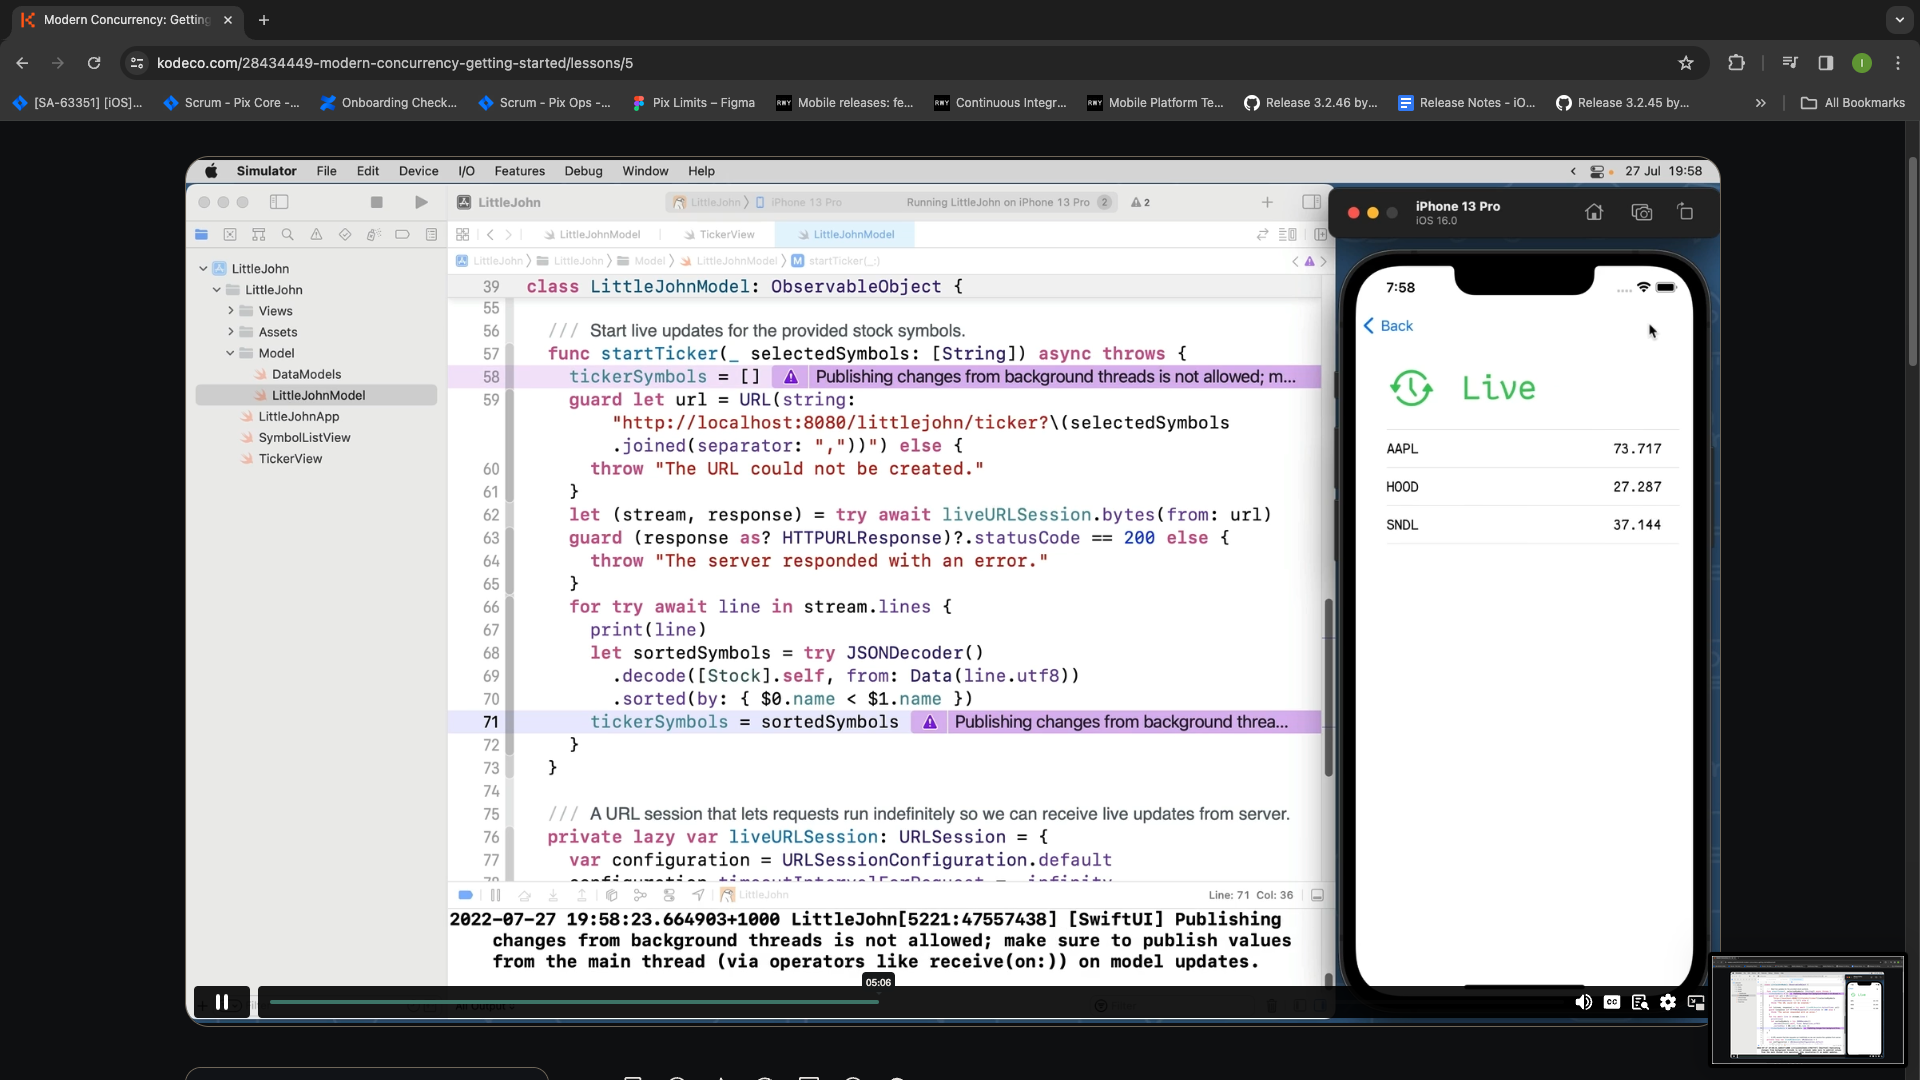 Modern Concurrency: Getting
kodeco.com/28434449-modern-concurrency-getting-started/lessons/5
[SA-63351] [iOS]...
Scrum - Pix Core -...
Onboarding Check...
Scrum - Pix Ops -...
Pix Limits – Figma
RWY Mobile releases: fe...
RWY Continuous Integr...
RWY Mobile Platform Te...
Release 3.2.46 by...
Release Notes - iO...
Release 3.2.45 by...
All Bookmarks
Simulator File Edit Device I/O Features Debug Window Help
27 Jul 19:58
LittleJohn
LittleJohn iPhone 13 Pro
Running LittleJohn on iPhone 13 Pro 2
2
LittleJohnModel
TickerView
LittleJohnModel
LittleJohn LittleJohn Model LittleJohnModel M startTicker(_:)
LittleJohn
LittleJohn
Views
Assets
Model
DataModels
LittleJohnModel
LittleJohnApp
SymbolListView
TickerView
39 class LittleJohnModel: ObservableObject {
55
56 /// Start live updates for the provided stock symbols.
57 func startTicker(_ selectedSymbols: [String]) async throws {
58 tickerSymbols = [] Publishing changes from background threads is not allowed; m...
59 guard let url = URL(string:
"http://localhost:8080/littlejohn/ticker?\(selectedSymbols
.joined(separator: ","))") else {
60 throw "The URL could not be created."
61 }
62 let (stream, response) = try await liveURLSession.bytes(from: url)
63 guard (response as? HTTPURLResponse)?.statusCode == 200 else {
64 throw "The server responded with an error."
65 }
66 for try await line in stream.lines {
67 print(line)
68 let sortedSymbols = try JSONDecoder()
69 .decode([Stock].self, from: Data(line.utf8))
70 .sorted(by: { $0.name < $1.name })
71 tickerSymbols = sortedSymbols Publishing changes from background threa...
72 }
73 }
74
75 /// A URL session that lets requests run indefinitely so we can receive live updates from server.
76 private lazy var liveURLSession: URLSession = {
77 var configuration = URLSessionConfiguration.default
LittleJohn
Line: 71 Col: 36
2022-07-27 19:58:23.664903+1000 LittleJohn[5221:47557438] [SwiftUI] Publishing
changes from background threads is not allowed; make sure to publish values
from the main thread (via operators like receive(on:)) on model updates.
05:06
CC
iPhone 13 Pro
iOS 16.0
7:58
Back
Live
AAPL 73.717
HOOD 27.287
SNDL 37.144